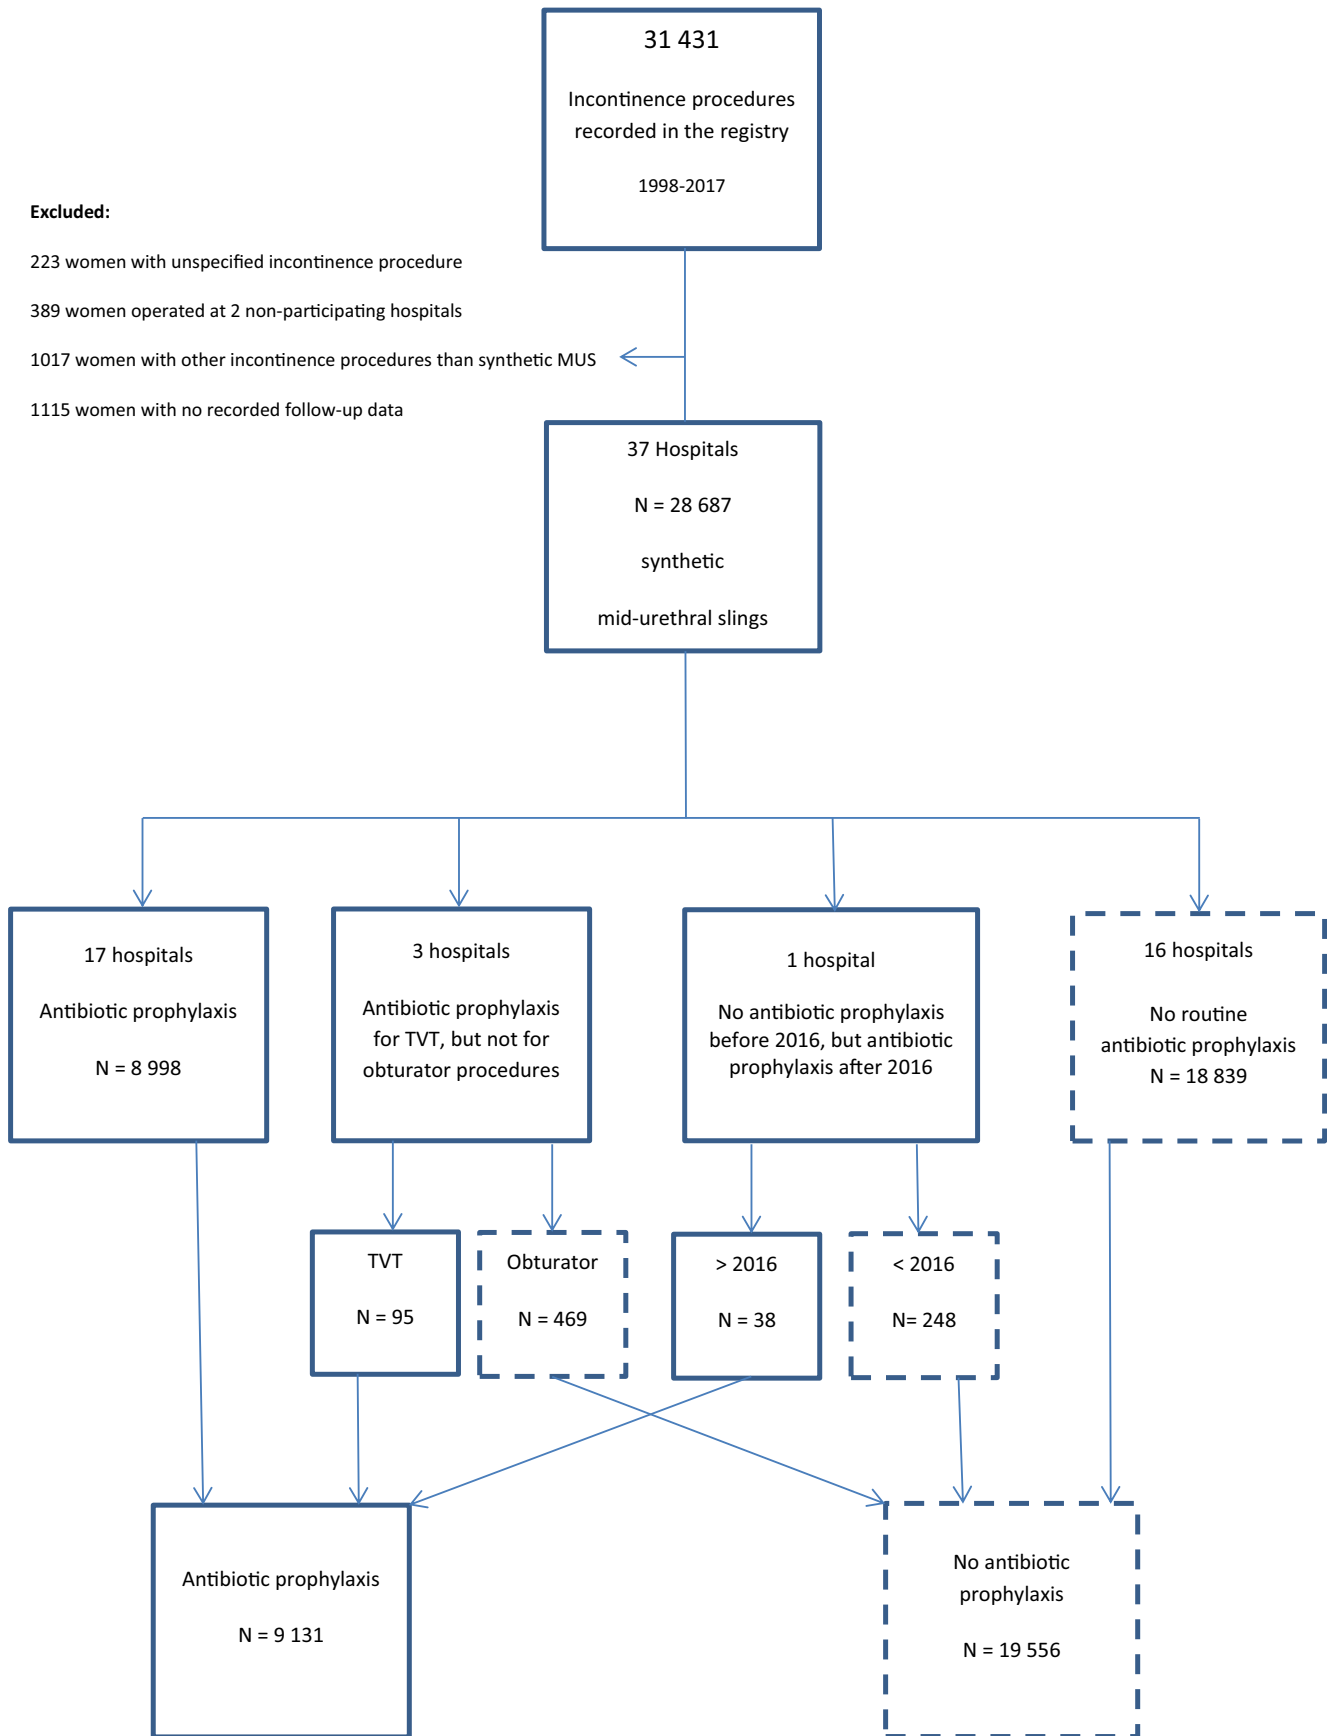 31 431
Incontinence procedures
recorded in the registry
1998-2017
Excluded:
223 women with unspecified incontinence procedure
389 women operated at 2 non-participating hospitals
1017 women with other incontinence procedures than synthetic MUS
1115 women with no recorded follow-up data
37 Hospitals
N = 28 687
synthetic
mid-urethral slings
17 hospitals
Antibiotic prophylaxis
N = 8 998
3 hospitals
Antibiotic prophylaxis
for TVT, but not for
obturator procedures
1 hospital
No antibiotic prophylaxis
before 2016, but antibiotic
prophylaxis after 2016
16 hospitals
No routine
antibiotic prophylaxis
N = 18 839
TVT
N = 95
Obturator
N = 469
> 2016
N = 38
< 2016
N= 248
Antibiotic prophylaxis
N = 9 131
No antibiotic
prophylaxis
N = 19 556